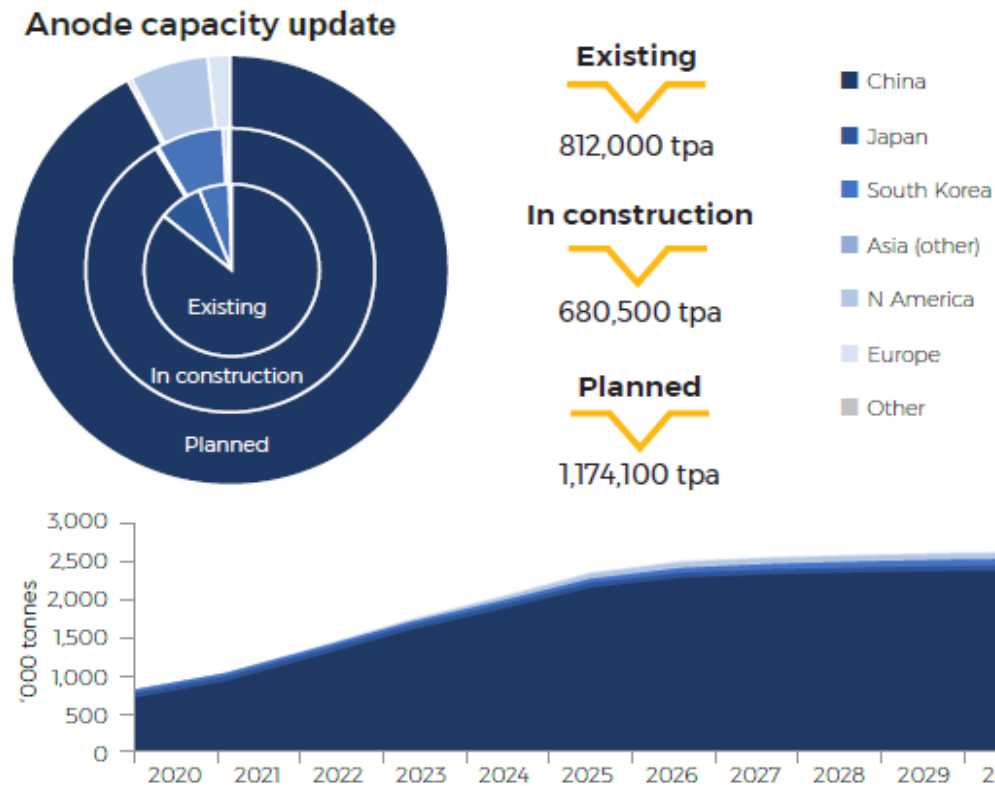 Anode capacity update
Existing
In construction
Planned
Existing
812,000 tpa
In construction
680,500 tpa
Planned
1,174,100 tpa
China
Japan
South Korea
Asia (other)
N America
Europe
Other
'000 tonnes
3,000
2,500
2,000
1,500
1,000
500
0
2020 2021 2022 2023 2024 2025 2026 2027 2028 2029 2